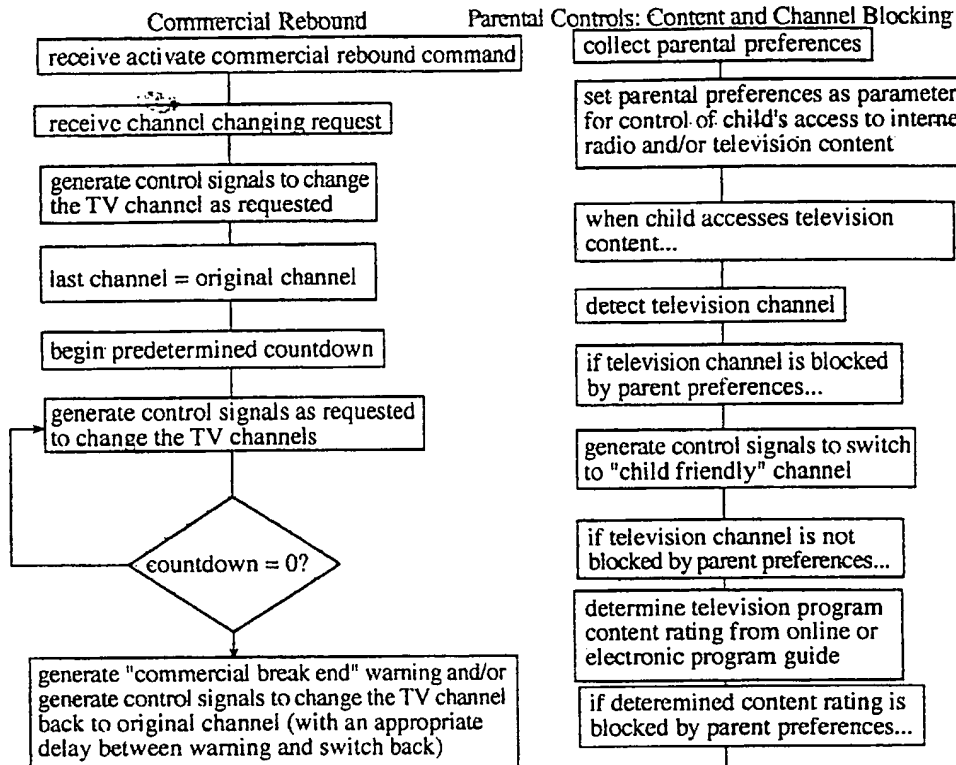 Commercial Rebound
receive activate commercial rebound command
receive channel changing request
generate control signals to change
the TV channel as requested
last channel = original channel
begin predetermined countdown
generate control signals as requested
to change the TV channels
countdown = 0?
generate "commercial break end" warning and/or
generate control signals to change the TV channel
back to original channel (with an appropriate
delay between warning and switch back)
Parental Controls: Content and Channel Blocking
collect parental preferences
set parental preferences as parameter
for control of child's access to interne
radio and/or television content
when child accesses television
content...
detect television channel
if television channel is blocked
by parent preferences...
generate control signals to switch
to "child friendly" channel
if television channel is not
blocked by parent preferences...
determine television program
content rating from online or
electronic program guide
if deteremined content rating is
blocked by parent preferences...